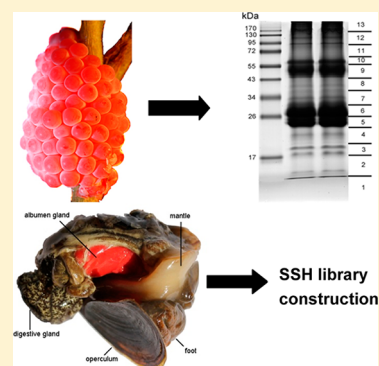 kDa
170
130
95
72
55
43
34
26
17
13
12
11
10
9
8
7
6
5
4
3
2
1
albumen gland
mantle
digestive gland
operculum
foot
SSH library
construction